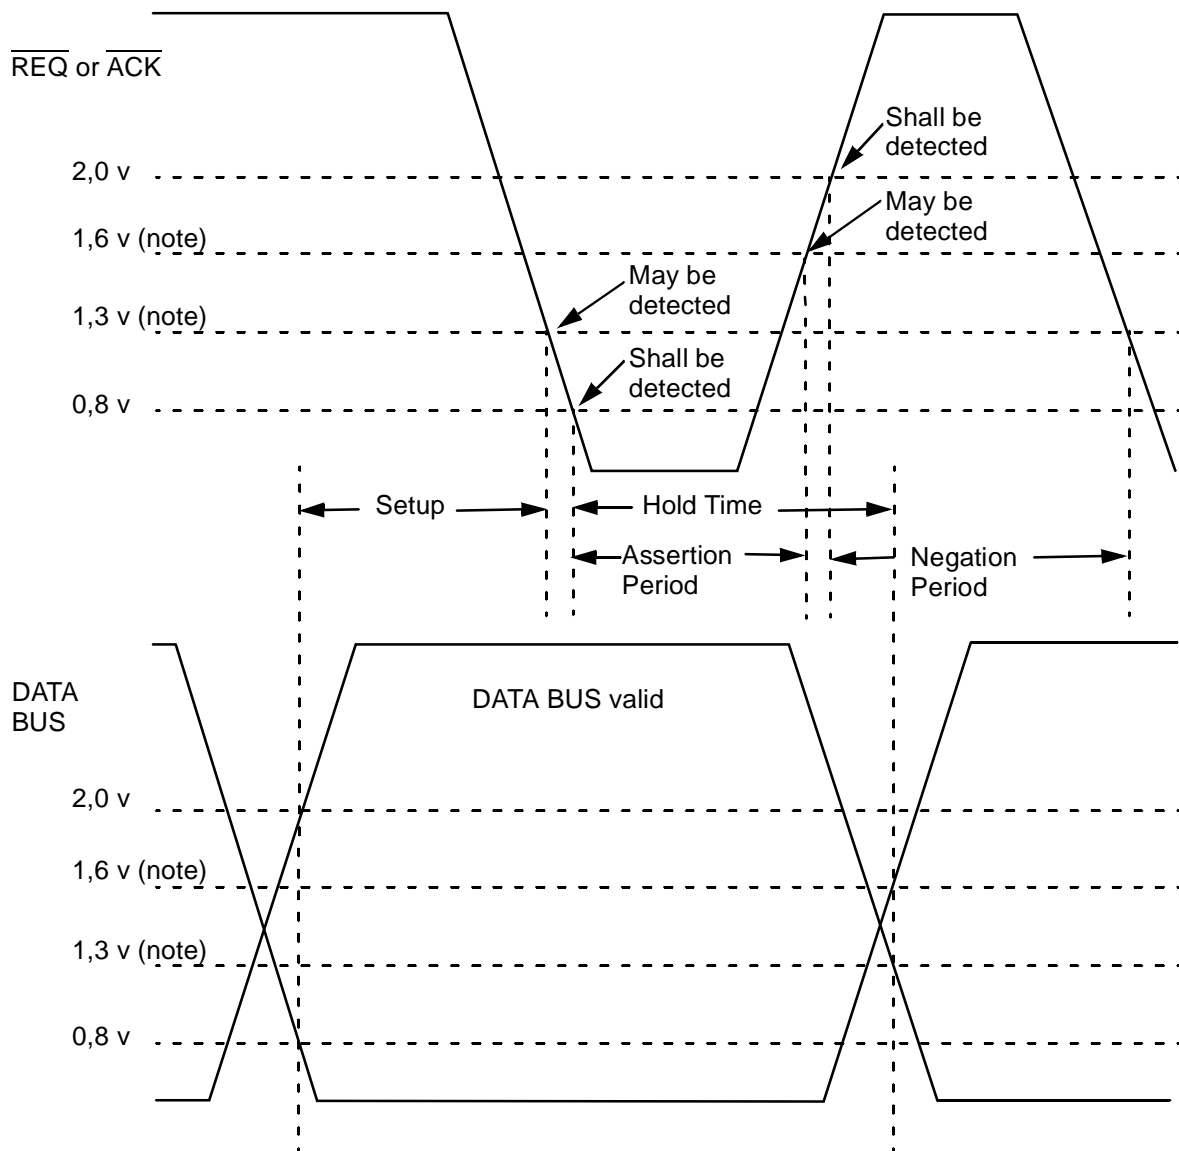 REQ or ACK
Shall be
detected
2,0 v
May be
detected
1,6 v (note)
May be
detected
1,3 v (note)
Shall be
detected
0,8 v
Setup
Hold Time
Assertion
Period
Negation
Period
DATA
BUS
DATA BUS valid
2,0 v
1,6 v (note)
1,3 v (note)
0,8 v